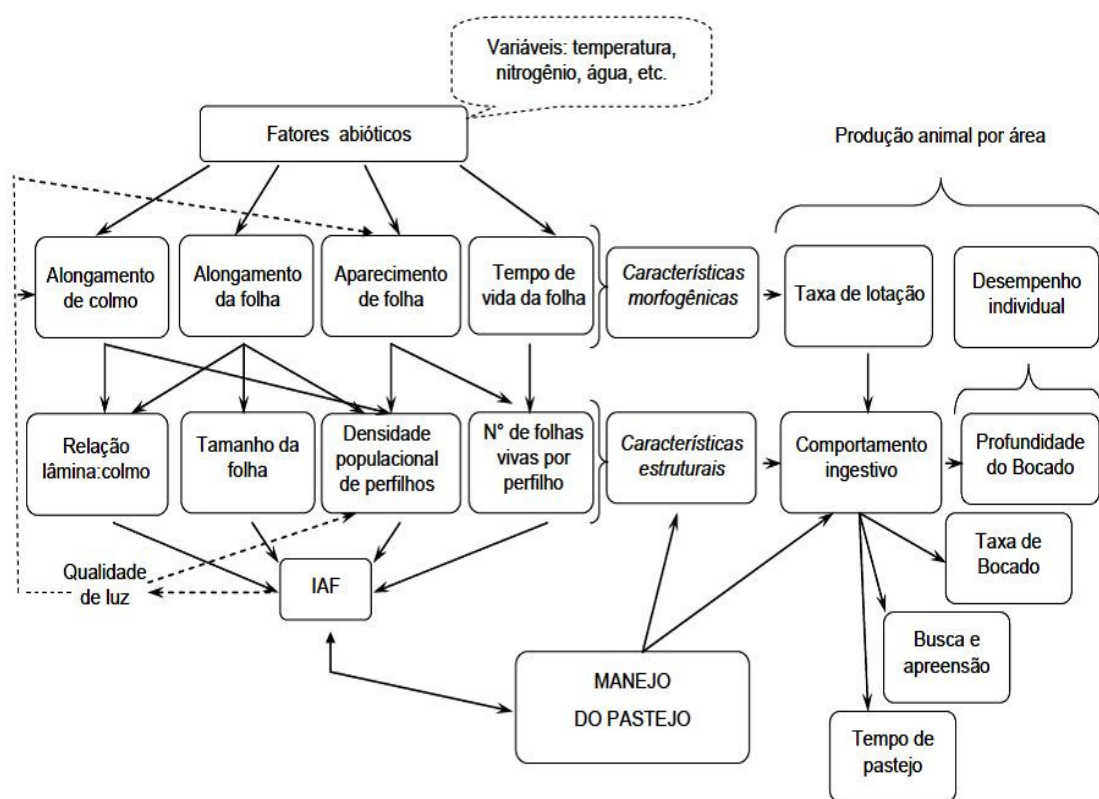 Variáveis: temperatura,
nitrogênio, água, etc.
Fatores abióticos
Produção animal por área
Alongamento
de colmo
Alongamento
da folha
Aparecimento
de folha
Tempo de
vida da folha
Características
morfogênicas
Taxa de lotação
Desempenho
individual
Relação
lâmina:colmo
Tamanho da
folha
Densidade
populacional
de perfilhos
N° de folhas
vivas por
perfilho
Características
estruturais
Comportamento
ingestivo
Profundidade
do Bocado
Qualidade
de luz
IAF
Taxa de
Bocado
Busca e
apreensão
MANEJO
DO PASTEJO
Tempo de
pastejo